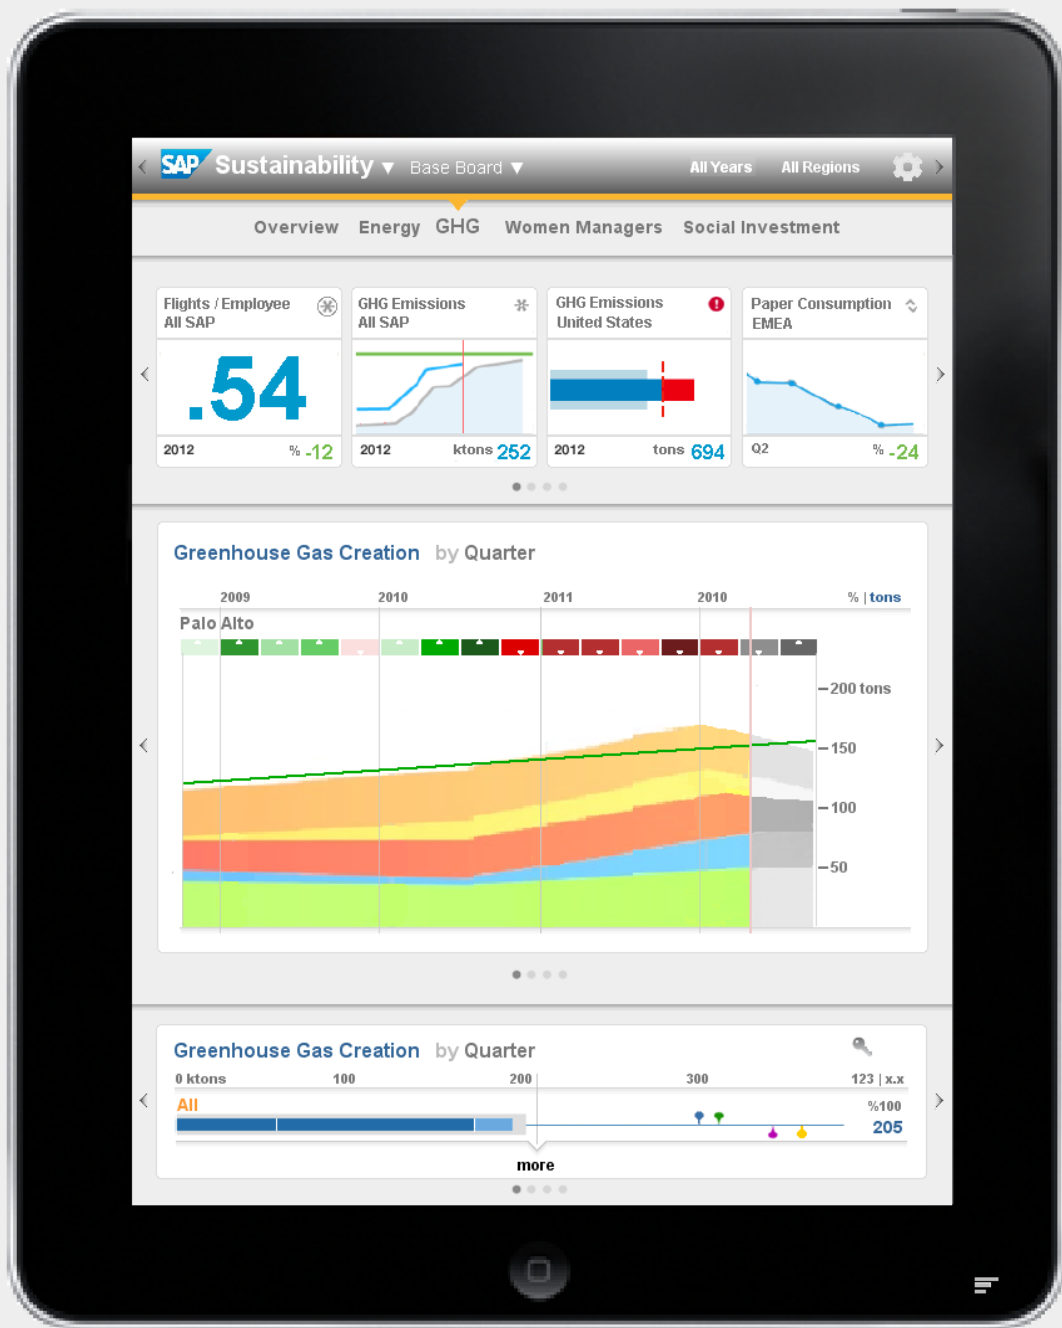 SAP Sustainability ▼ Base Board ▼ All Years All Regions
Overview Energy GHG Women Managers Social Investment
Flights / Employee
All SAP
.54
2012 % -12
GHG Emissions
All SAP
2012 ktons 252
GHG Emissions
United States
2012 tons 694
Paper Consumption
EMEA
Q2 % -24
Greenhouse Gas Creation by Quarter
2009 2010 2011 2010 % | tons
Palo Alto
200 tons
150
100
50
Greenhouse Gas Creation by Quarter
0 ktons 100 200 300 123 | x.x
All %100
205
more